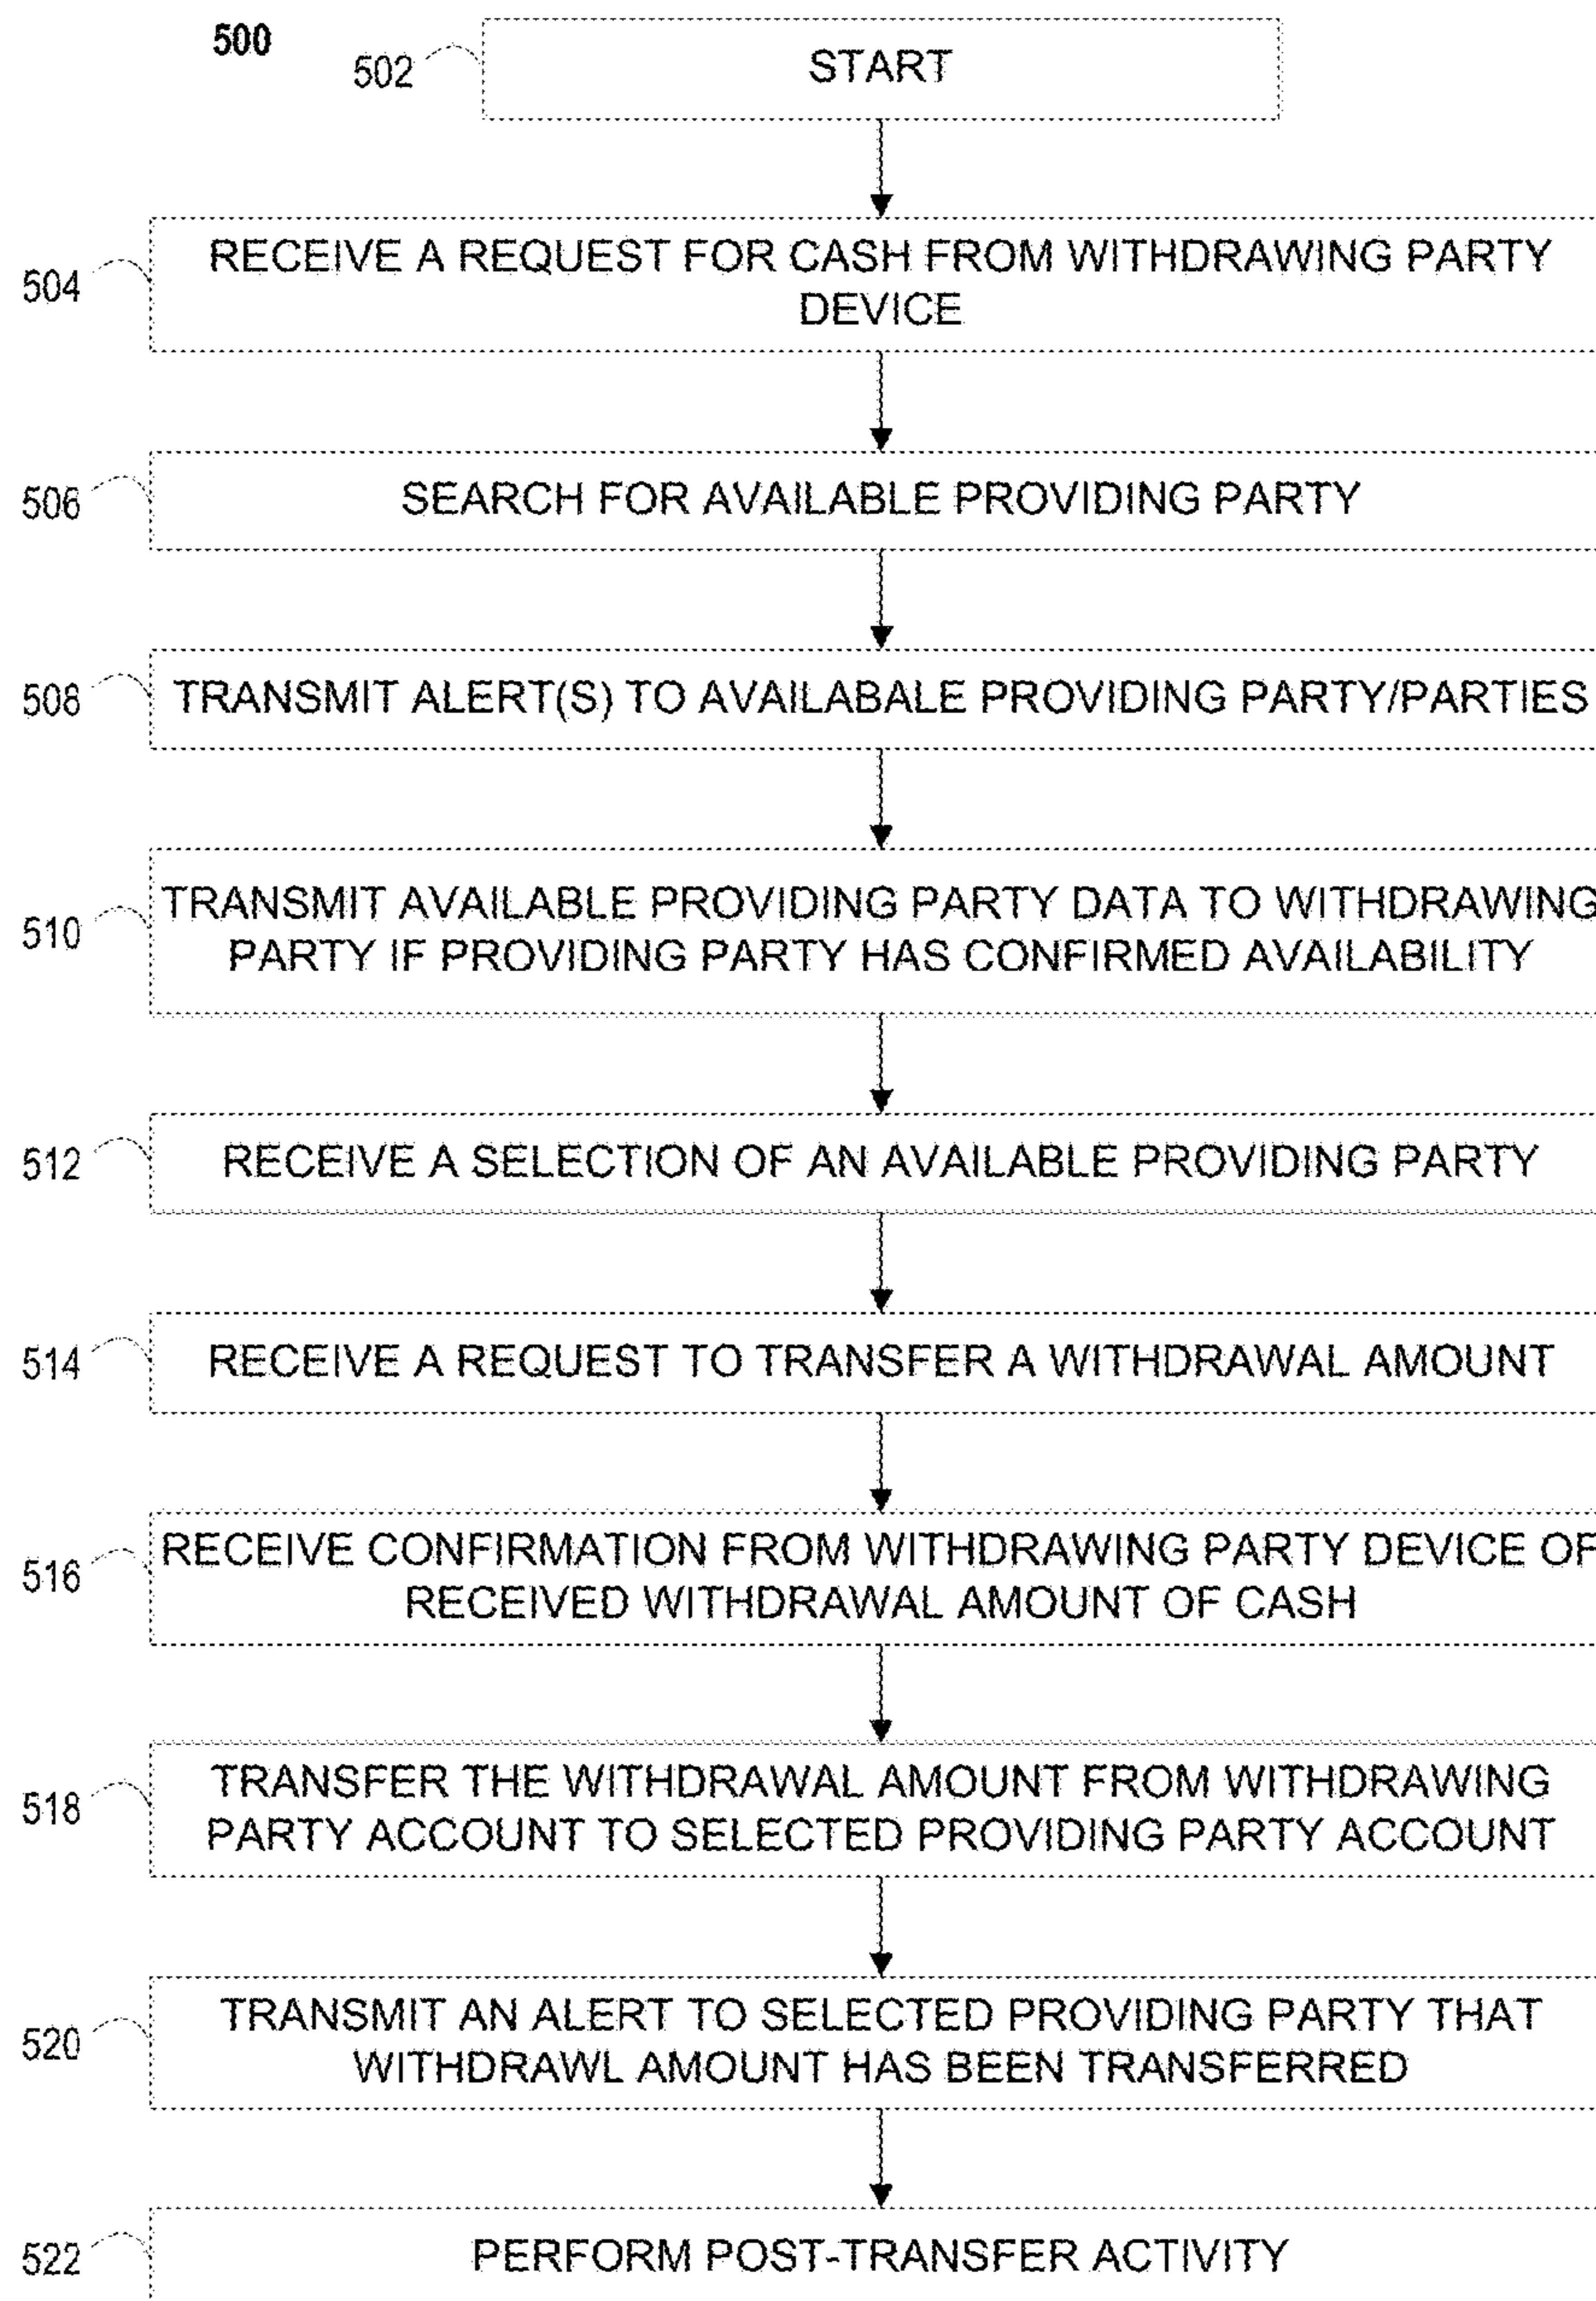 500
502
START
504
RECEIVE A REQUEST FOR CASH FROM WITHDRAWING PARTY
DEVICE
506
SEARCH FOR AVAILABLE PROVIDING PARTY
508
TRANSMIT ALERT(S) TO AVAILABALE PROVIDING PARTY/PARTIES
510
TRANSMIT AVAILABLE PROVIDING PARTY DATA TO WITHDRAWING
PARTY IF PROVIDING PARTY HAS CONFIRMED AVAILABILITY
512
RECEIVE A SELECTION OF AN AVAILABLE PROVIDING PARTY
514
RECEIVE A REQUEST TO TRANSFER A WITHDRAWAL AMOUNT
516
RECEIVE CONFIRMATION FROM WITHDRAWING PARTY DEVICE OF
RECEIVED WITHDRAWAL AMOUNT OF CASH
518
TRANSFER THE WITHDRAWAL AMOUNT FROM WITHDRAWING
PARTY ACCOUNT TO SELECTED PROVIDING PARTY ACCOUNT
520
TRANSMIT AN ALERT TO SELECTED PROVIDING PARTY THAT
WITHDRAWL AMOUNT HAS BEEN TRANSFERRED
522
PERFORM POST-TRANSFER ACTIVITY